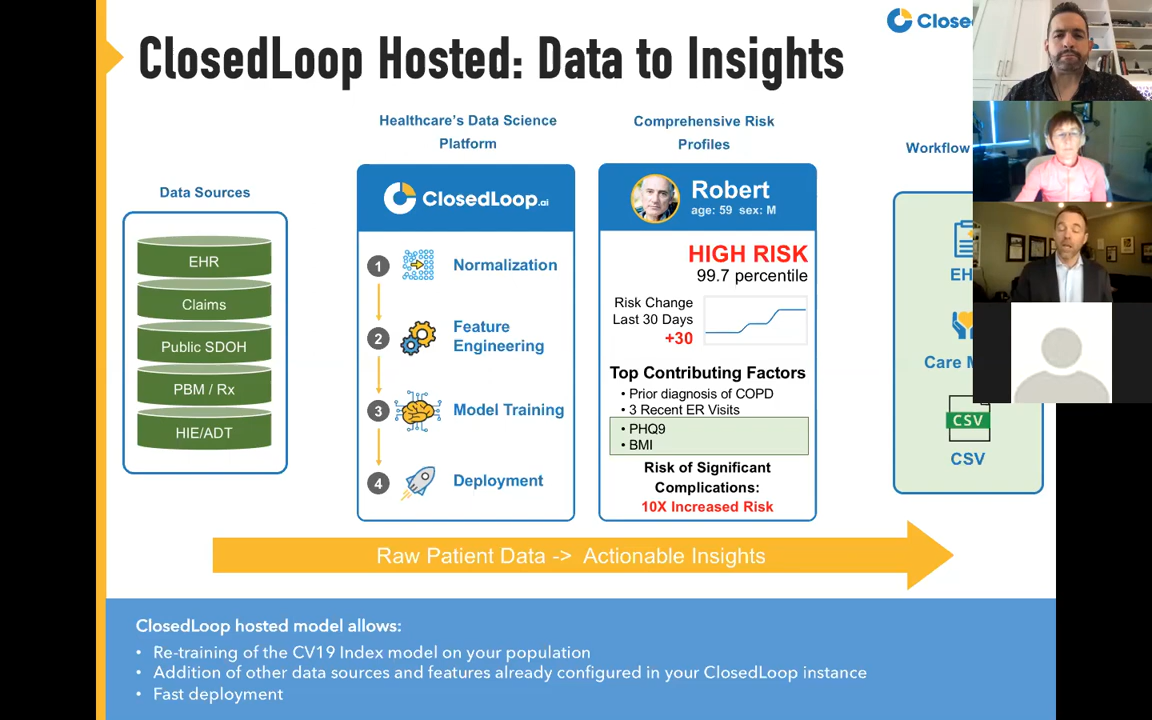 ClosedLoop Hosted: Data to Insights
Data Sources
EHR
Claims
Public SDOH
PBM / Rx
HIE/ADT
Healthcare's Data Science
Platform
ClosedLoop.ai
1
Normalization
2
Feature
Engineering
3
Model Training
4
Deployment
Comprehensive Risk
Profiles
Robert
age: 59 sex: M
HIGH RISK
99.7 percentile
Risk Change
Last 30 Days
+30
Top Contributing Factors
• Prior diagnosis of COPD
• 3 Recent ER Visits
• PHQ9
• BMI
Risk of Significant
Complications:
10X Increased Risk
Workflow
Care
CSV
CSV
Raw Patient Data -> Actionable Insights
ClosedLoop hosted model allows:
• Re-training of the CV19 Index model on your population
• Addition of other data sources and features already configured in your ClosedLoop instance
• Fast deployment